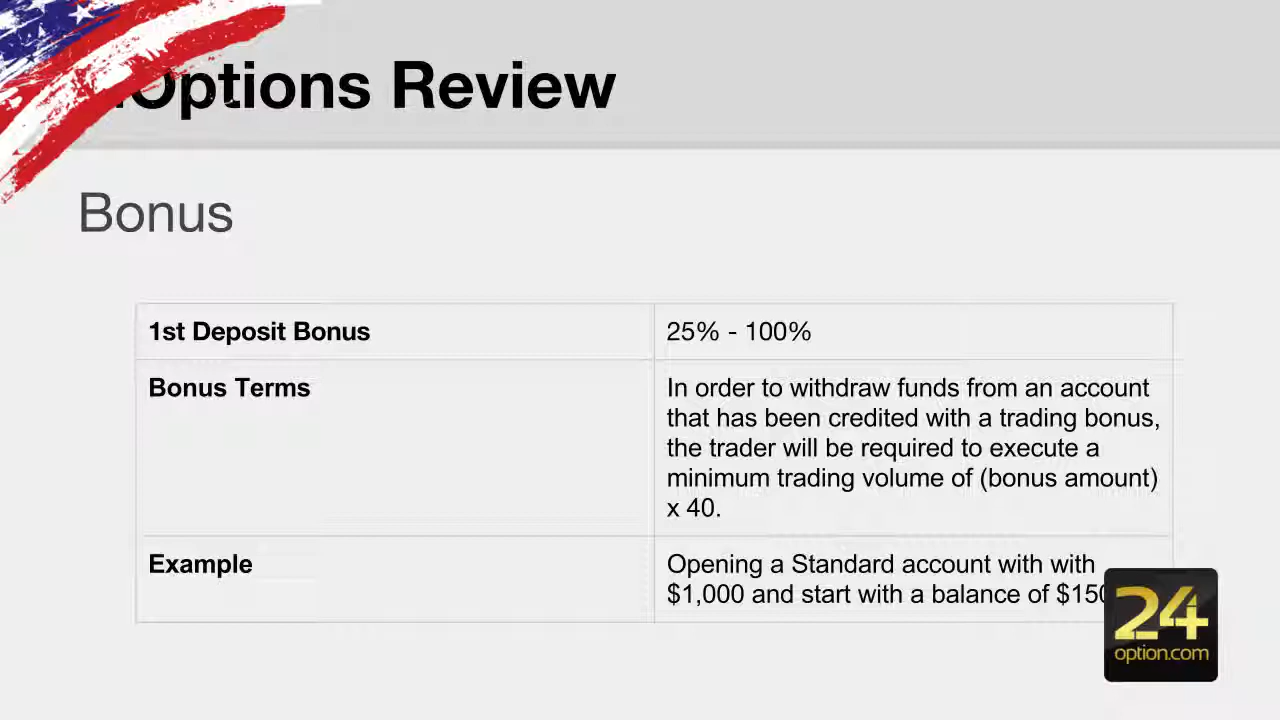 Options Review
Bonus
1st Deposit Bonus
25% - 100%
Bonus Terms
In order to withdraw funds from an account
that has been credited with a trading bonus,
the trader will be required to execute a
minimum trading volume of (bonus amount)
x 40.
Example
Opening a Standard account with with
$1,000 and start with a balance of
24
option.com